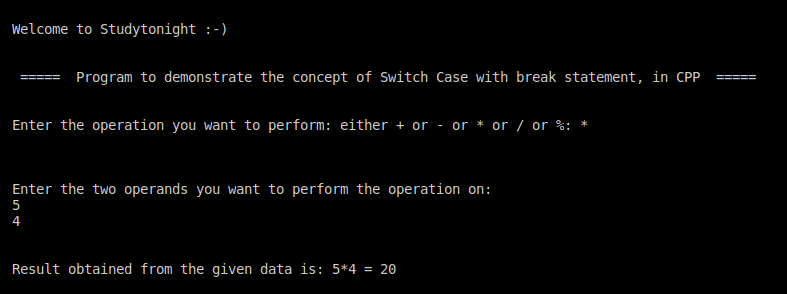 Welcome to Studytonight :-)
===== Program to demonstrate the concept of Switch Case with break statement, in CPP =====
Enter the operation you want to perform: either + or - or * or / or %: *
Enter the two operands you want to perform the operation on:
5
4
Result obtained from the given data is: 5*4 = 20